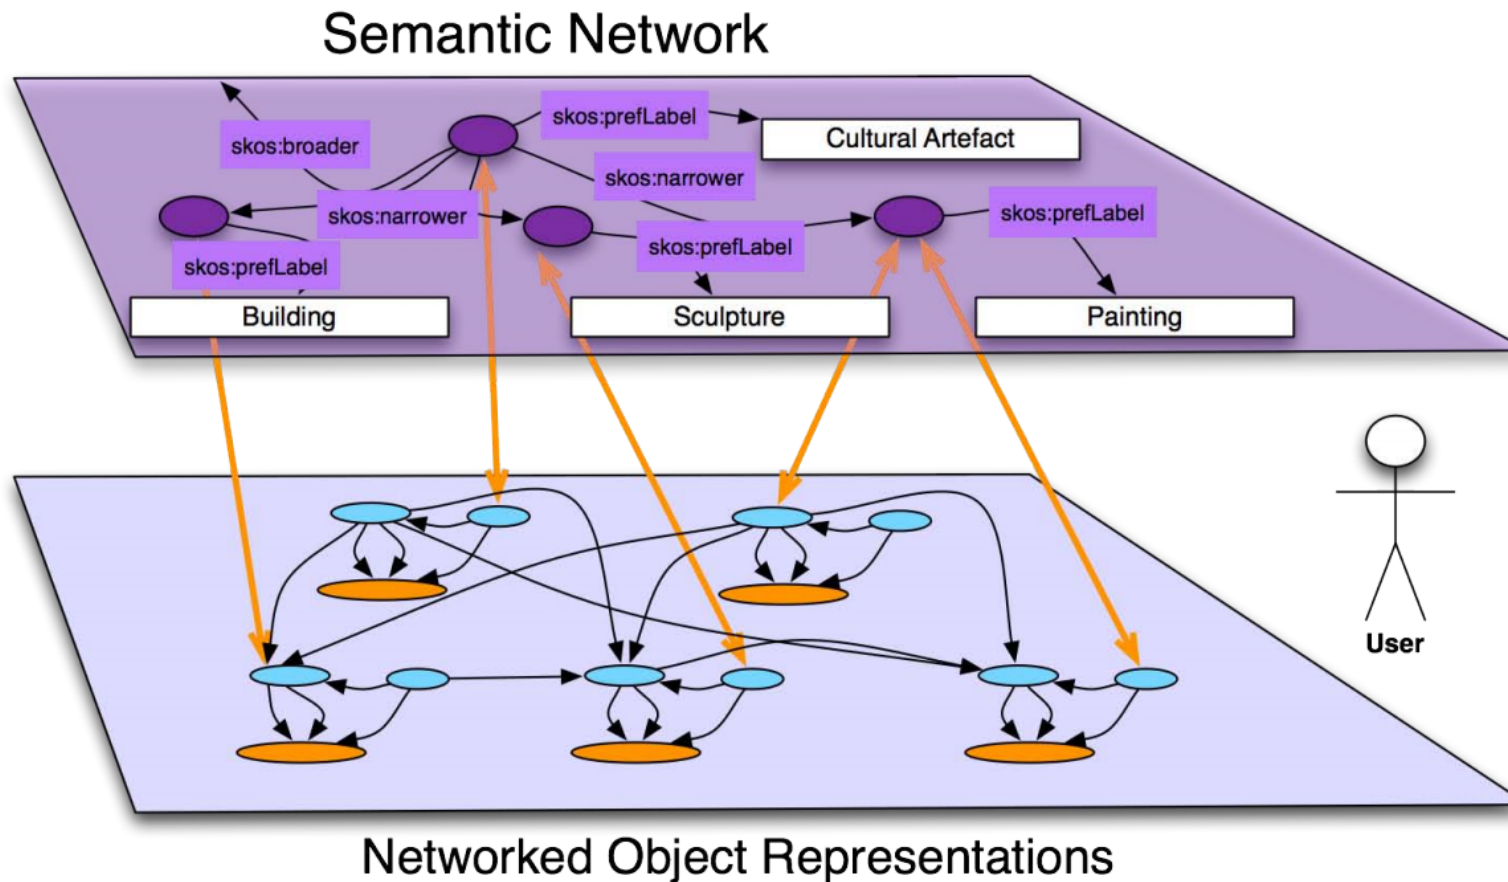 Semantic Network
skos:prefLabel
Cultural Artefact
skos:broader
skos:narrower
skos:narrower
skos:prefLabel
skos:prefLabel
skos:prefLabel
Building
Sculpture
Painting
User
Networked Object Representations